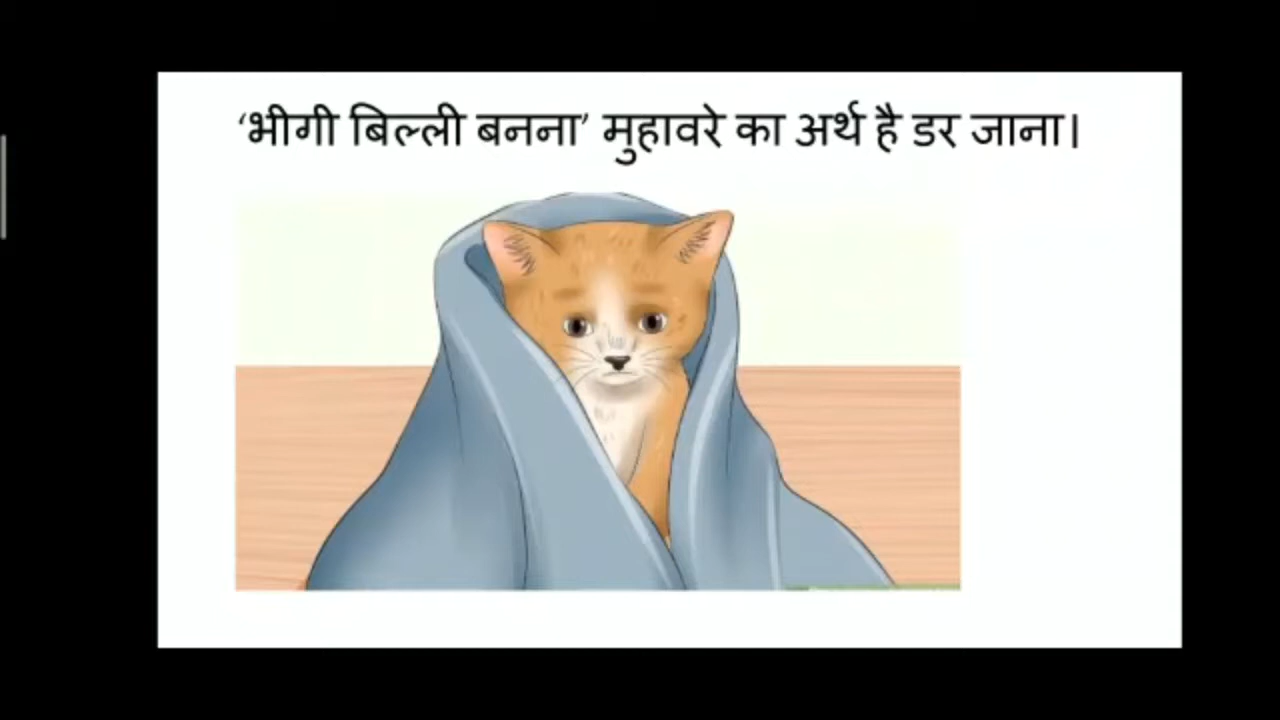 ‘भीगी बिल्ली बनना’ मुहावरे का अर्थ है डर जाना।